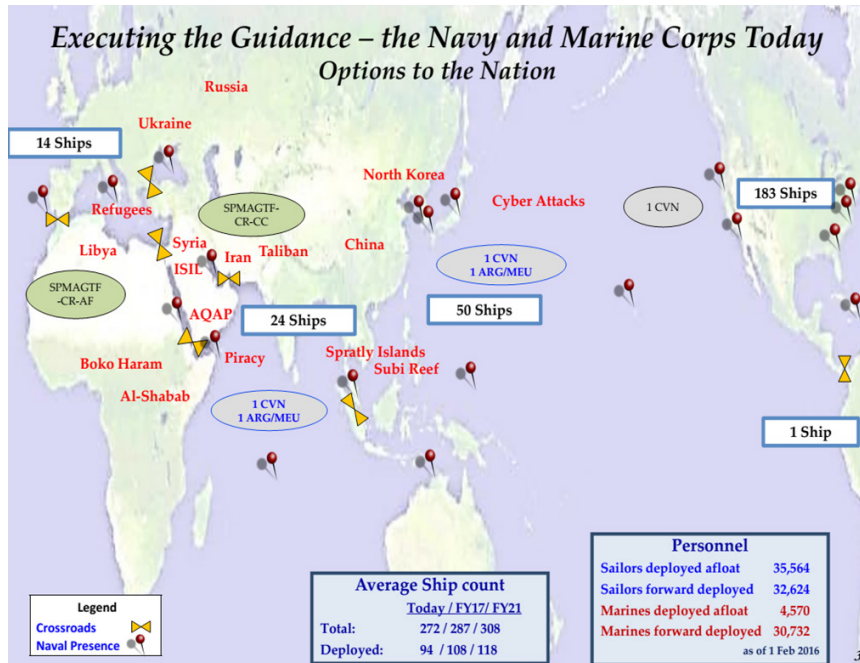 Executing the Guidance – the Navy and Marine Corps Today
Options to the Nation
Russia
Ukraine
14 Ships
North Korea
Cyber Attacks
1 CVN
183 Ships
Refugees
SPMAGTF-
CR-CC
Libya
Syria
Iran
Taliban
China
ISIL
1 CVN
1 ARG/MEU
SPMAGTF
-CR-AF
AQAP
24 Ships
50 Ships
Boko Haram
Piracy
Spratly Islands
Subi Reef
Al-Shabab
1 CVN
1 ARG/MEU
1 Ship
Legend
Crossroads
Naval Presence
Average Ship count
Today / FY17/ FY21
Total: 272 / 287 / 308
Deployed: 94 / 108 / 118
Personnel
Sailors deployed afloat 35,564
Sailors forward deployed 32,624
Marines deployed afloat 4,570
Marines forward deployed 30,732
as of 1 Feb 2016